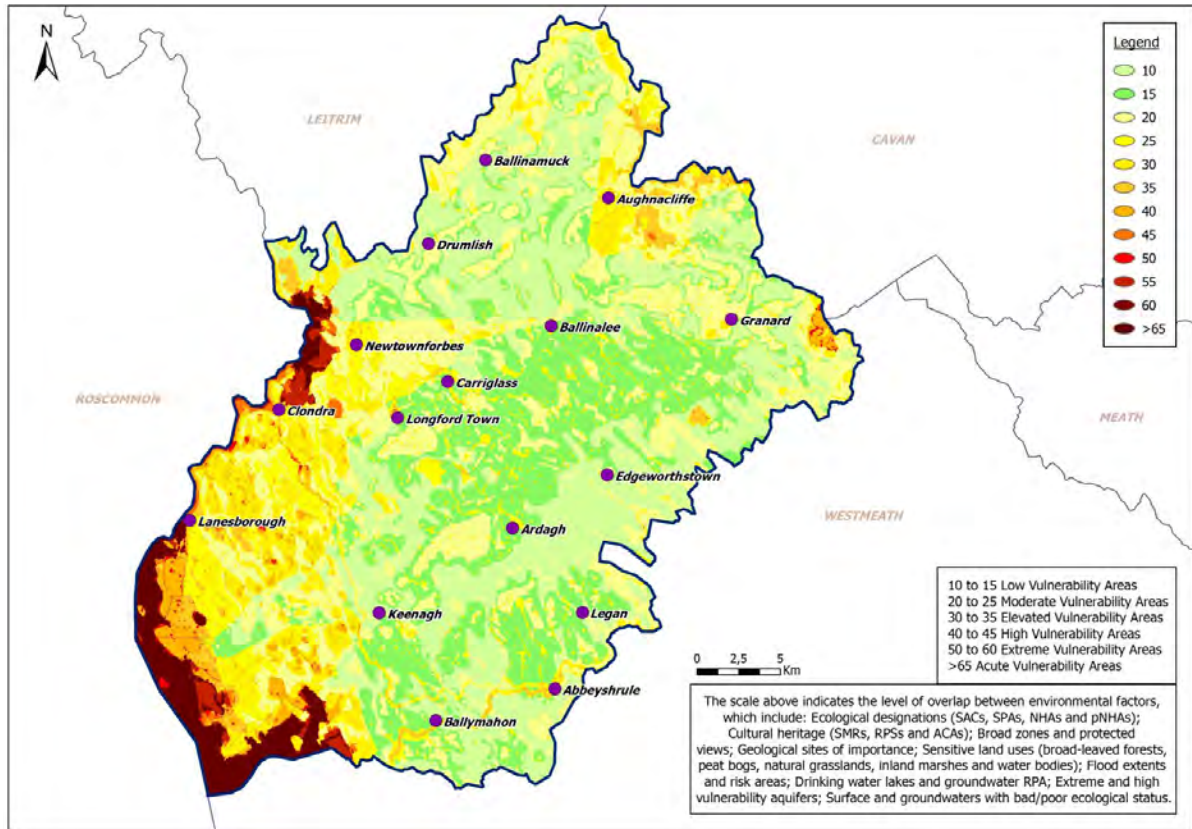 N
Legend
10
15
20
25
30
35
40
45
50
55
60
>65
LEITRIM
CAVAN
Ballinamuck
Aughnacliffe
Drumlish
Granard
Ballinalee
Newtownforbes
Carriglass
ROSCOMMON
Clondra
Longford Town
MEATH
Edgeworthstown
WESTMEATH
Lanesborough
Ardagh
Keenagh
Legan
Abbeyshrule
Ballymahon
10 to 15 Low Vulnerability Areas
20 to 25 Moderate Vulnerability Areas
30 to 35 Elevated Vulnerability Areas
40 to 45 High Vulnerability Areas
50 to 60 Extreme Vulnerability Areas
>65 Acute Vulnerability Areas
0 2,5 5
Km
The scale above indicates the level of overlap between environmental factors,
which include: Ecological designations (SACs, SPAs, NHAs and pNHAs);
Cultural heritage (SMRs, RPSs and ACAs); Broad zones and protected
views; Geological sites of importance; Sensitive land uses (broad-leaved forests,
peat bogs, natural grasslands, inland marshes and water bodies); Flood extents
and risk areas; Drinking water lakes and groundwater RPA; Extreme and high
vulnerability aquifers; Surface and groundwaters with bad/poor ecological status.